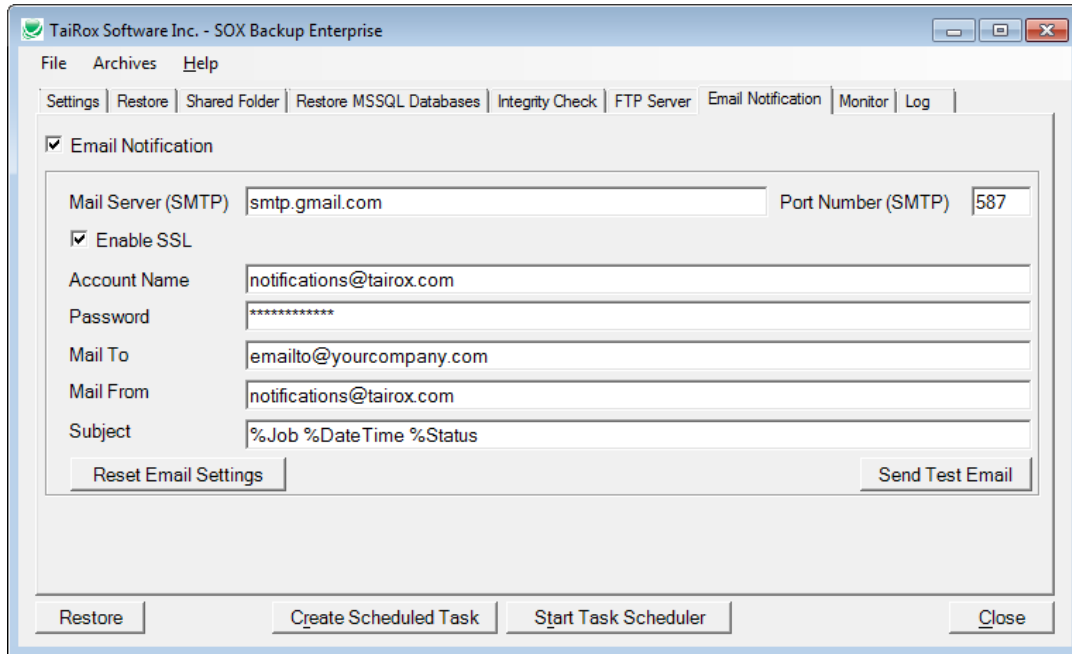 TaiRox Software Inc. - SOX Backup Enterprise
File Archives Help
Settings Restore Shared Folder Restore MSSQL Databases Integrity Check FTP Server Email Notification Monitor Log
Email Notification
Mail Server (SMTP) smtp.gmail.com Port Number (SMTP) 587
Enable SSL
Account Name notifications@tairox.com
Password ************
Mail To emailto@yourcompany.com
Mail From notifications@tairox.com
Subject %Job %DateTime %Status
Reset Email Settings Send Test Email
Restore Create Scheduled Task Start Task Scheduler Close